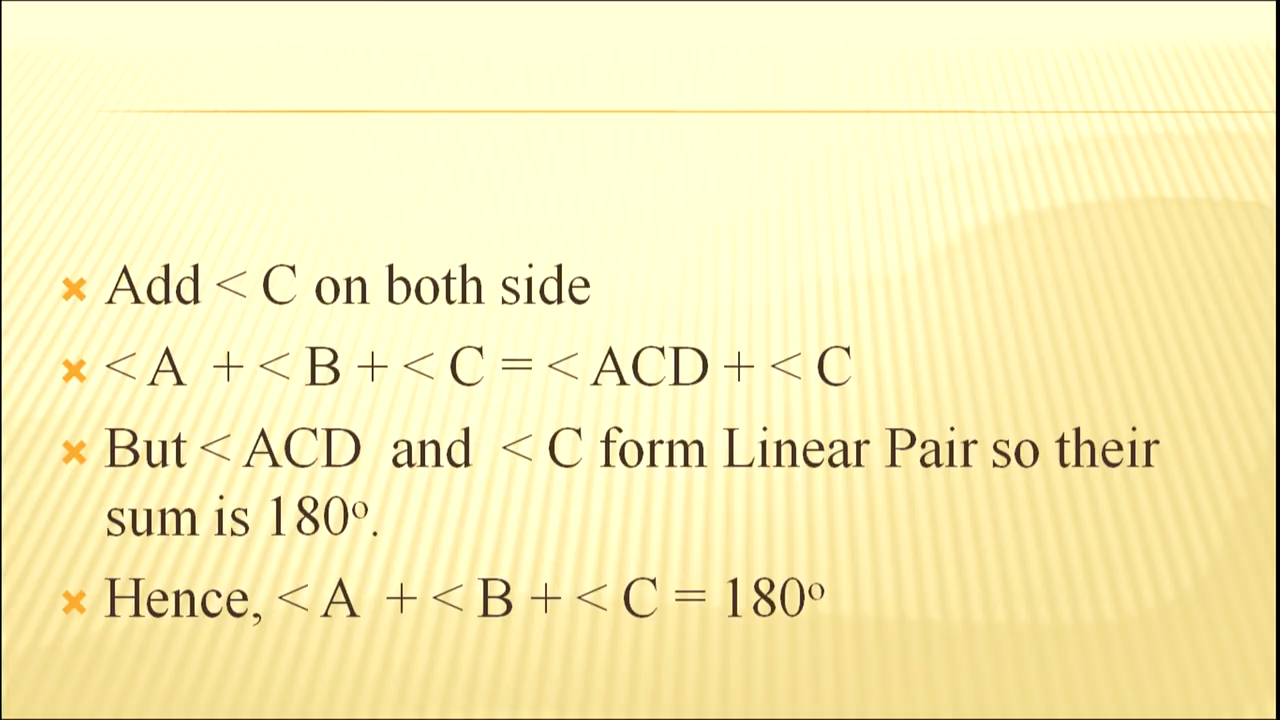 Add < C on both side
< A + < B + < C = < ACD + < C
But < ACD and < C form Linear Pair so their
sum is 180º.
Hence, < A + < B + < C = 180º